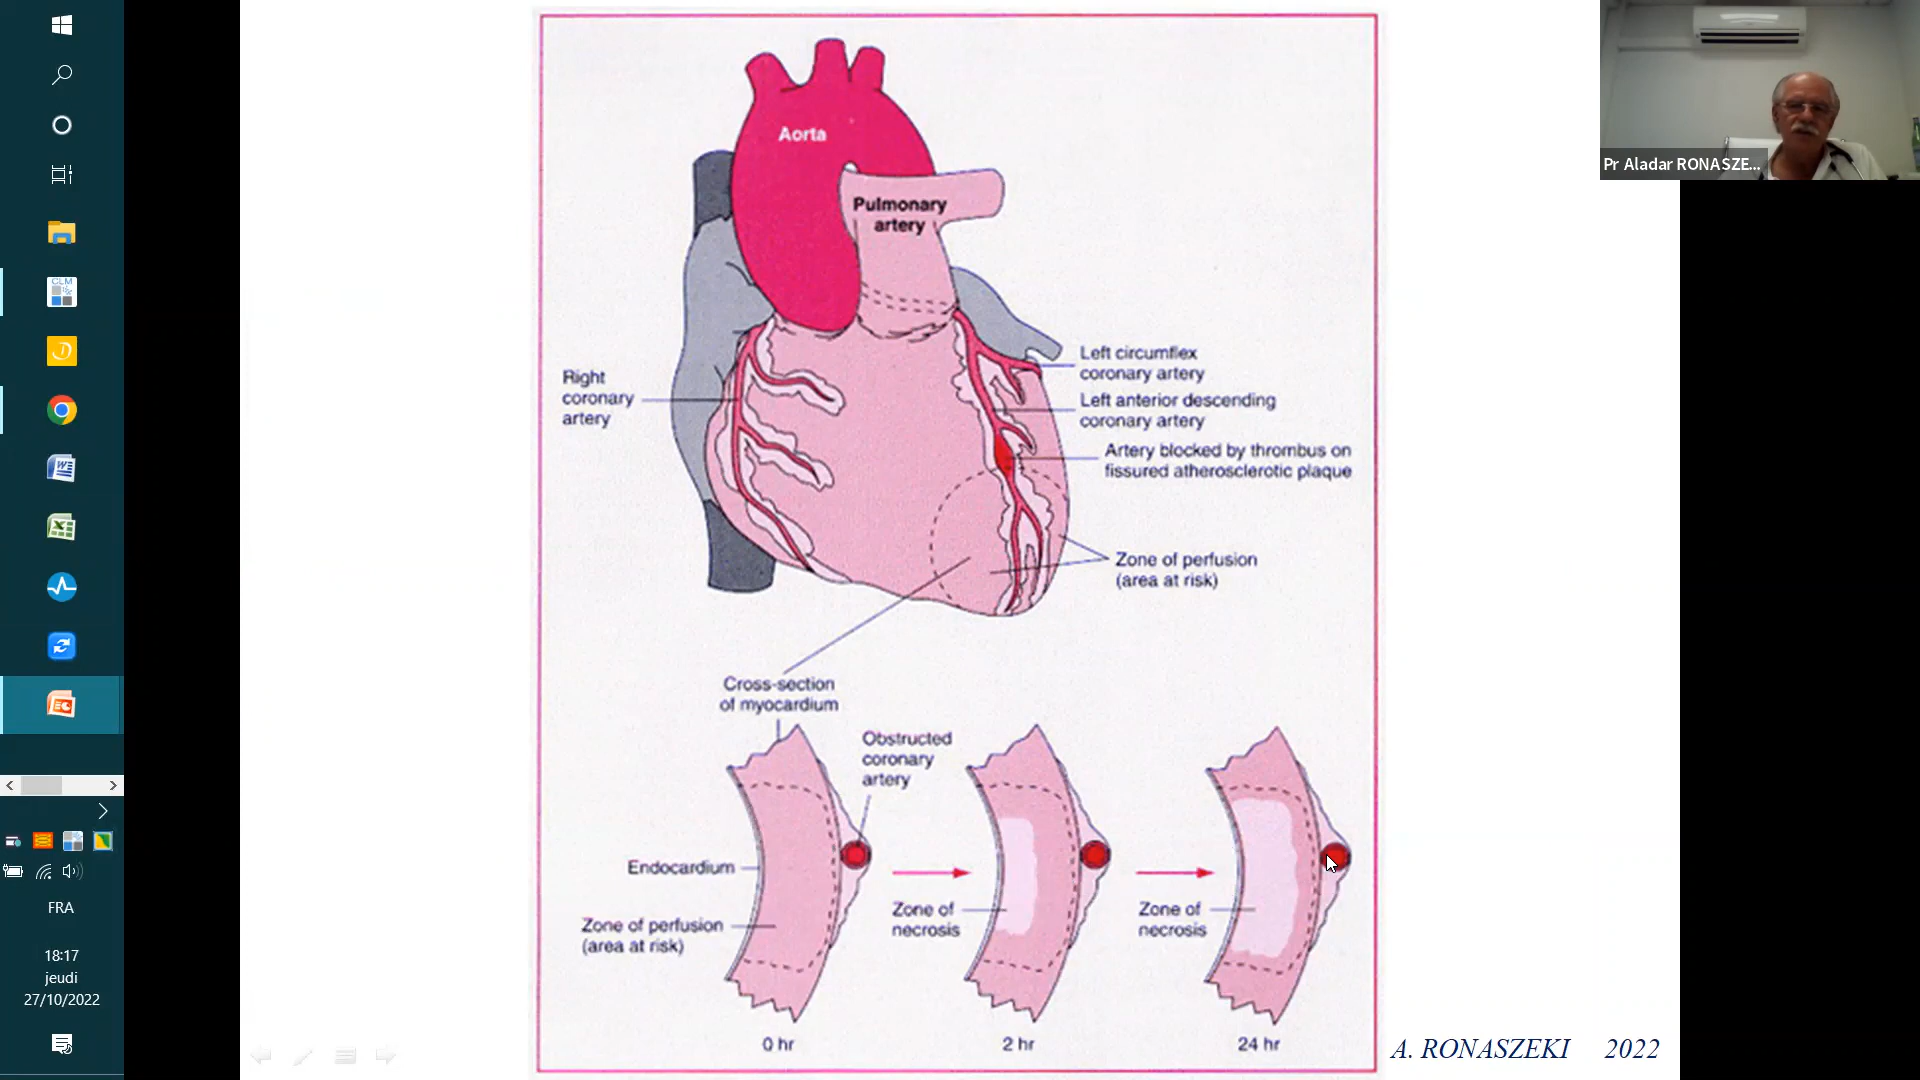 Aorta
Pulmonary
artery
Right
coronary
artery
Left circumflex
coronary artery
Left anterior descending
coronary artery
Artery blocked by thrombus on
fissured atherosclerotic plaque
Zone of perfusion
(area at risk)
Cross-section
of myocardium
Obstructed
coronary
artery
Endocardium
Zone of perfusion
(area at risk)
Zone of
necrosis
Zone of
necrosis
0 hr
2 hr
24 hr
A. RONASZEKI 2022
Pr Aladar RONASZE...
CLM
FRA
18:17
jeudi
27/10/2022